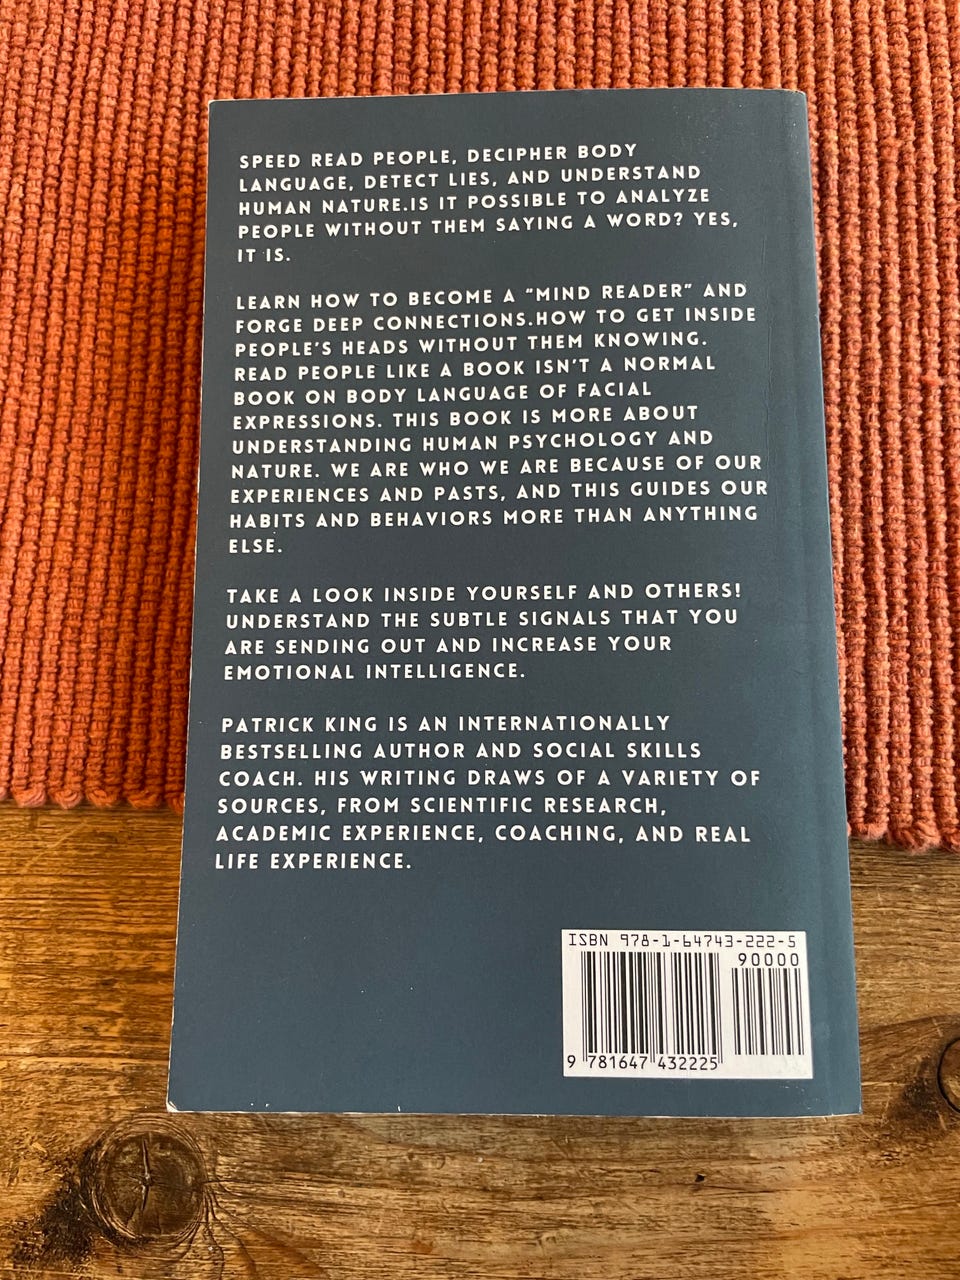 SPEED READ PEOPLE, DECIPHER BODY
LANGUAGE, DETECT LIES, AND UNDERSTAND
HUMAN NATURE.IS IT POSSIBLE TO ANALYZE
PEOPLE WITHOUT THEM SAYING A WORD? YES,
IT IS.
LEARN HOW TO BECOME A "MIND READER" AND
FORGE DEEP CONNECTIONS.HOW TO GET INSIDE
PEOPLE'S HEADS WITHOUT THEM KNOWING.
READ PEOPLE LIKE A BOOK ISN'T A NORMAL
BOOK ON BODY LANGUAGE OF FACIAL
EXPRESSIONS. THIS BOOK IS MORE ABOUT
UNDERSTANDING HUMAN PSYCHOLOGY AND
NATURE. WE ARE WHO WE ARE BECAUSE OF OUR
EXPERIENCES AND PASTS, AND THIS GUIDES OUR
HABITS AND BEHAVIORS MORE THAN ANYTHING
ELSE.
TAKE A LOOK INSIDE YOURSELF AND OTHERS!
UNDERSTAND THE SUBTLE SIGNALS THAT YOU
ARE SENDING OUT AND INCREASE YOUR
EMOTIONAL INTELLIGENCE.
PATRICK KING IS AN INTERNATIONALLY
BESTSELLING AUTHOR AND SOCIAL SKILLS
COACH. HIS WRITING DRAWS OF A VARIETY OF
SOURCES, FROM SCIENTIFIC RESEARCH,
ACADEMIC EXPERIENCE, COACHING, AND REAL
LIFE EXPERIENCE.
ISBN 978-1-64743-222-5
90000
9 781647 432225